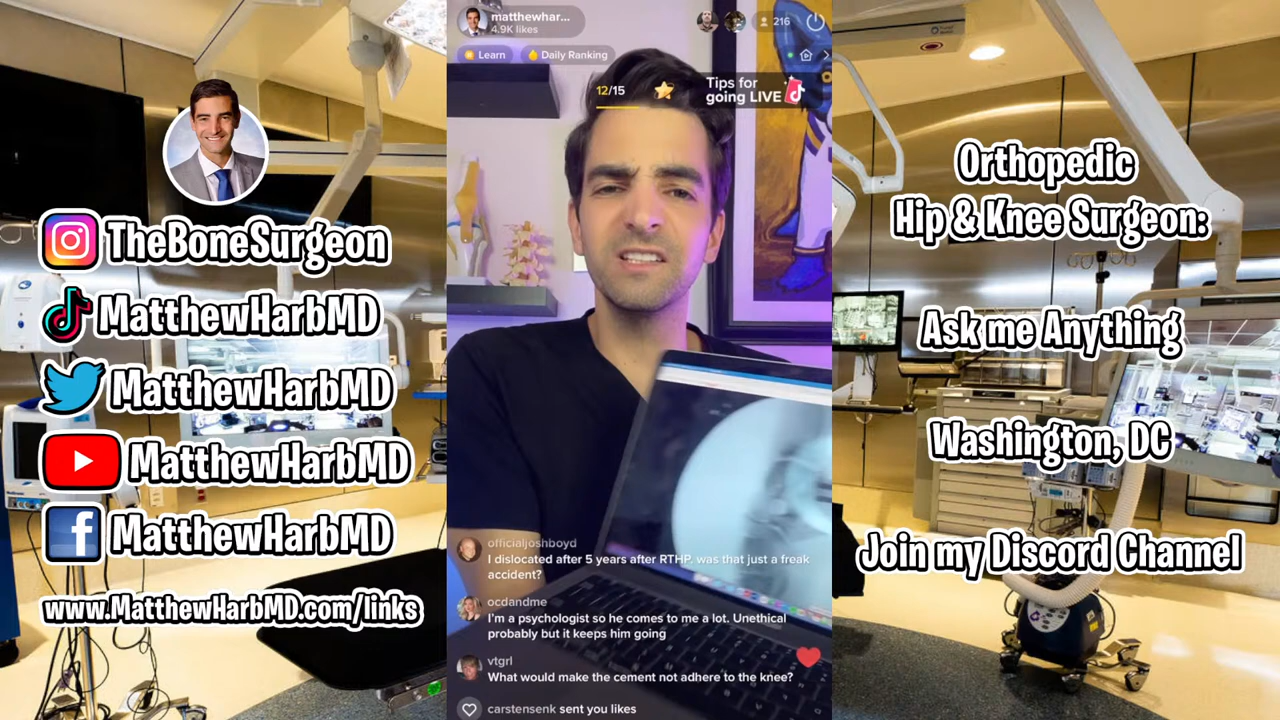 TheBoneSurgeon
MatthewHarbMD
MatthewHarbMD
MatthewHarbMD
MatthewHarbMD
www.MatthewHarbMD.com/links
matthewhar...
4.9K likes
216
Learn
Daily Ranking
12/15
Tips for
going LIVE
officialjoshboyd
I dislocated after 5 years after RTHP. was that just a freak
accident?
ocdandme
I'm a psychologist so he comes to me a lot. Unethical
probably but it keeps him going
vtgrl
What would make the cement not adhere to the knee?
carstensenk sent you likes
Orthopedic
Hip & Knee Surgeon:
Ask me Anything
Washington, DC
Join my Discord Channel